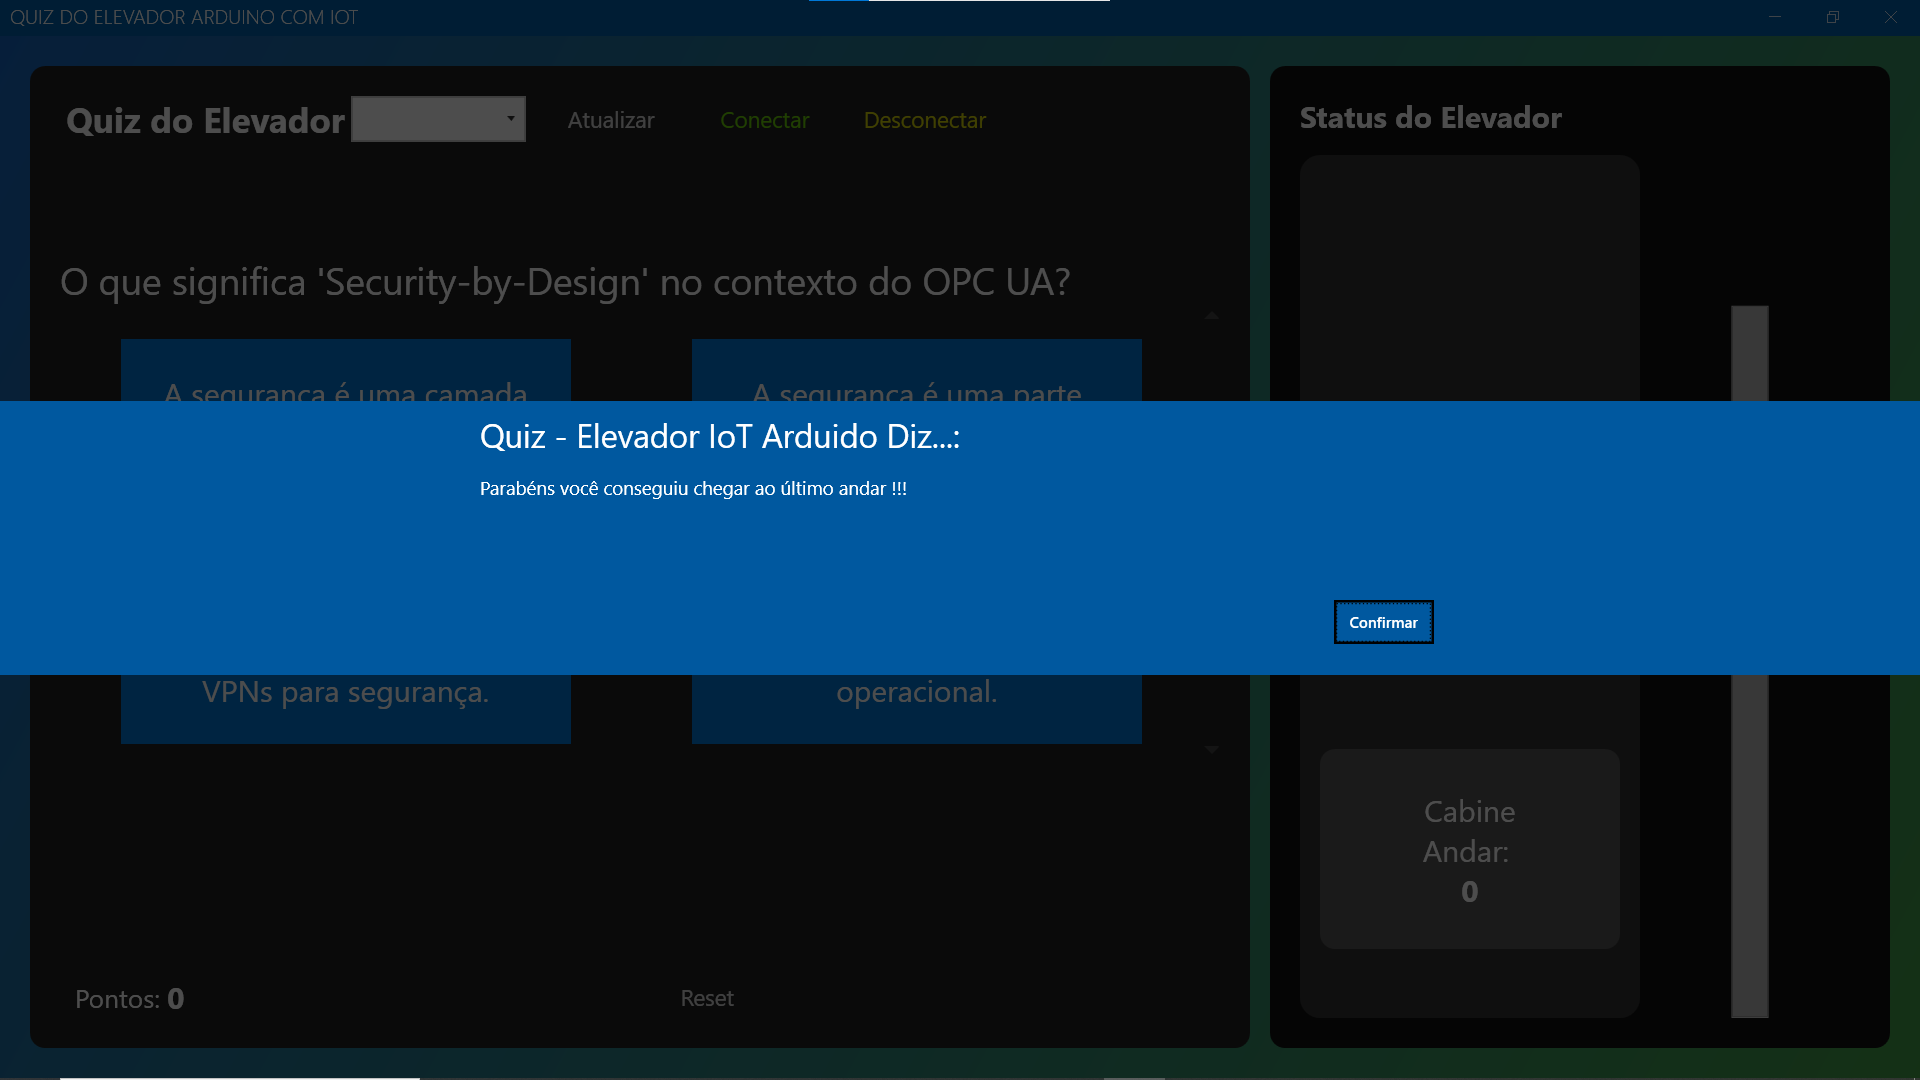 QUIZ DO ELEVADOR ARDUINO COM IOT
Quiz do Elevador
Atualizar
Conectar
Desconectar
O que significa 'Security-by-Design' no contexto do OPC UA?
A segurança é uma camada
A segurança é uma parte
Quiz - Elevador IoT Arduido Diz...:
Parabéns você conseguiu chegar ao último andar !!!
Confirmar
VPNs para segurança.
operacional.
Pontos: 0
Reset
Status do Elevador
Cabine
Andar:
0